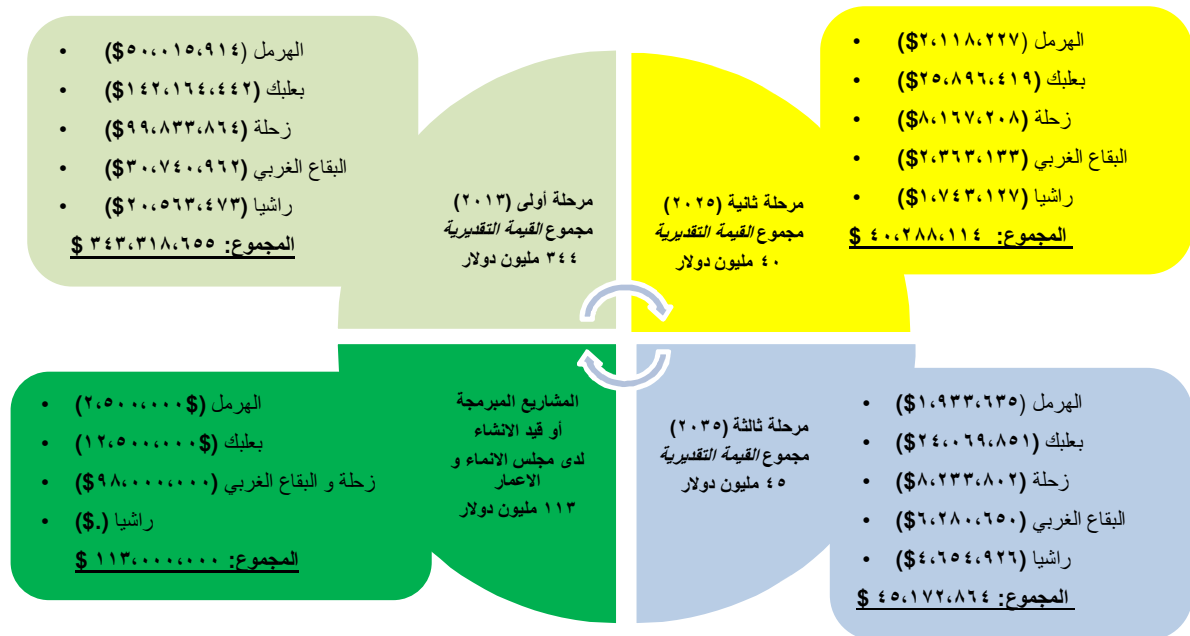 • الهرمل (٥٠،٠١٥،٩١٤$)
• بعلبك (١٤٢،١٦٤،٤٤٢$)
• زحلة (٩٩،٨٣٣،٨٦٤$)
• البقاع الغربي (٣٠،٧٤٠،٩٦٢$)
• راشيا (٢٠،٥٦٣،٤٧٣$)
المجموع: ٣٤٣،٣١٨،٦٥٥ $
مرحلة أولى (٢٠١٣)
مجموع القيمة التقديرية
٣٤٤ مليون دولار
• الهرمل (٢،١١٨،٢٢٧$)
• بعلبك (٢٥،٨٩٦،٤١٩$)
• زحلة (٨،١٦٧،٢٠٨$)
• البقاع الغربي (٢،٣٦٣،١٣٣$)
• راشيا (١،٧٤٣،١٢٧$)
المجموع: ٤٠،٢٨٨،١١٤ $
مرحلة ثانية (٢٠٢٥)
مجموع القيمة التقديرية
٤٠ مليون دولار
• الهرمل ($٢،٥٠٠،٠٠٠)
• بعلبك ($١٢،٥٠٠،٠٠٠)
• زحلة و البقاع الغربي (٩٨،٠٠٠،٠٠٠$)
• راشيا (٠$)
المجموع: ١١٣،٠٠٠،٠٠٠ $
المشاريع المبرمجة
أو قيد الانشاء
لدى مجلس الانماء و
الاعمار
١١٣ مليون دولار
• الهرمل (١،٩٣٣،٦٣٥$)
• بعلبك (٢٤،٠٦٩،٨٥١$)
• زحلة (٨،٢٣٣،٨٠٢$)
• البقاع الغربي (٦،٢٨٠،٦٥٠$)
• راشيا (٤،٦٥٤،٩٢٦$)
المجموع: ٤٥،١٧٢،٨٦٤ $
مرحلة ثالثة (٢٠٣٥)
مجموع القيمة التقديرية
٤٥ مليون دولار